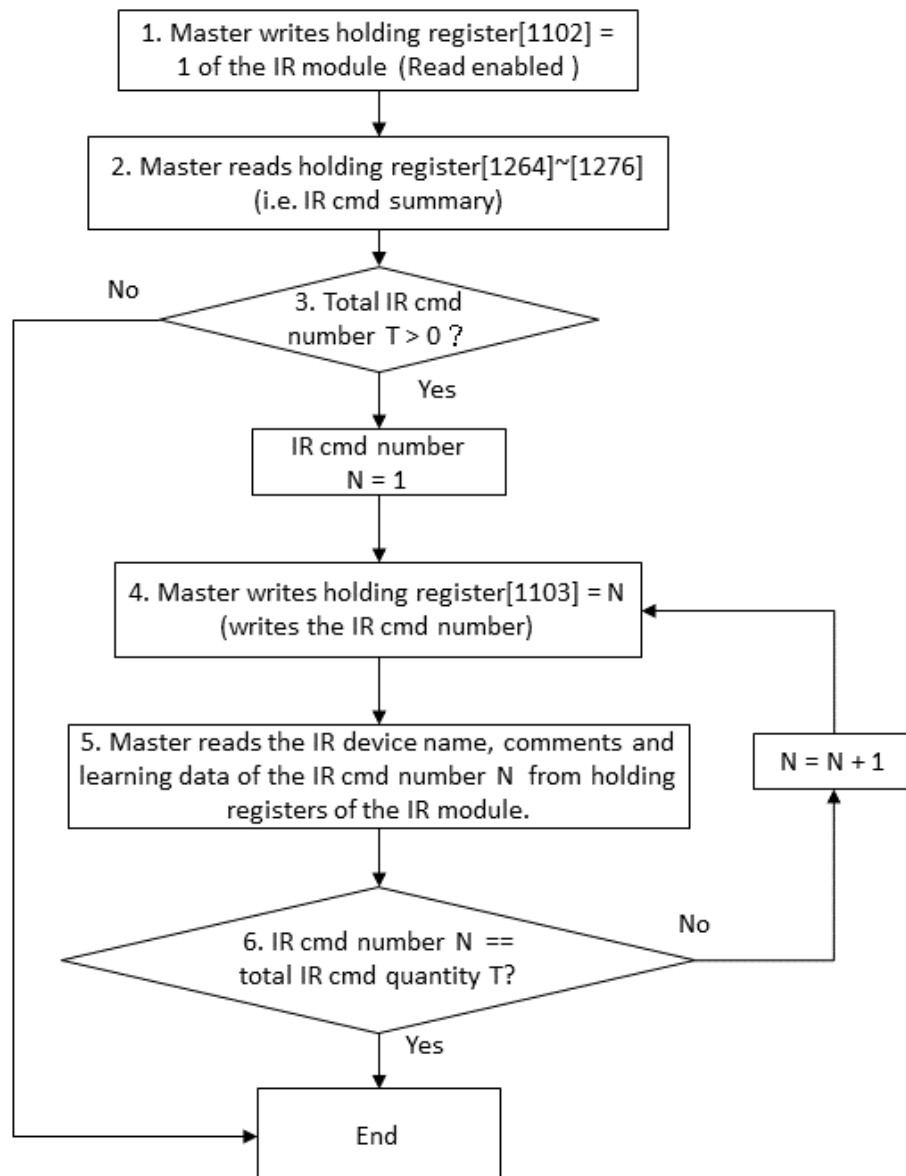 1. Master writes holding register[1102] =
1 of the IR module (Read enabled )
2. Master reads holding register[1264]~[1276]
(i.e. IR cmd summary)
No
3. Total IR cmd
number T > 0 ?
Yes
IR cmd number
N = 1
4. Master writes holding register[1103] = N
(writes the IR cmd number)
5. Master reads the IR device name, comments and
learning data of the IR cmd number N from holding
registers of the IR module.
N = N + 1
No
6. IR cmd number N ==
total IR cmd quantity T?
Yes
End